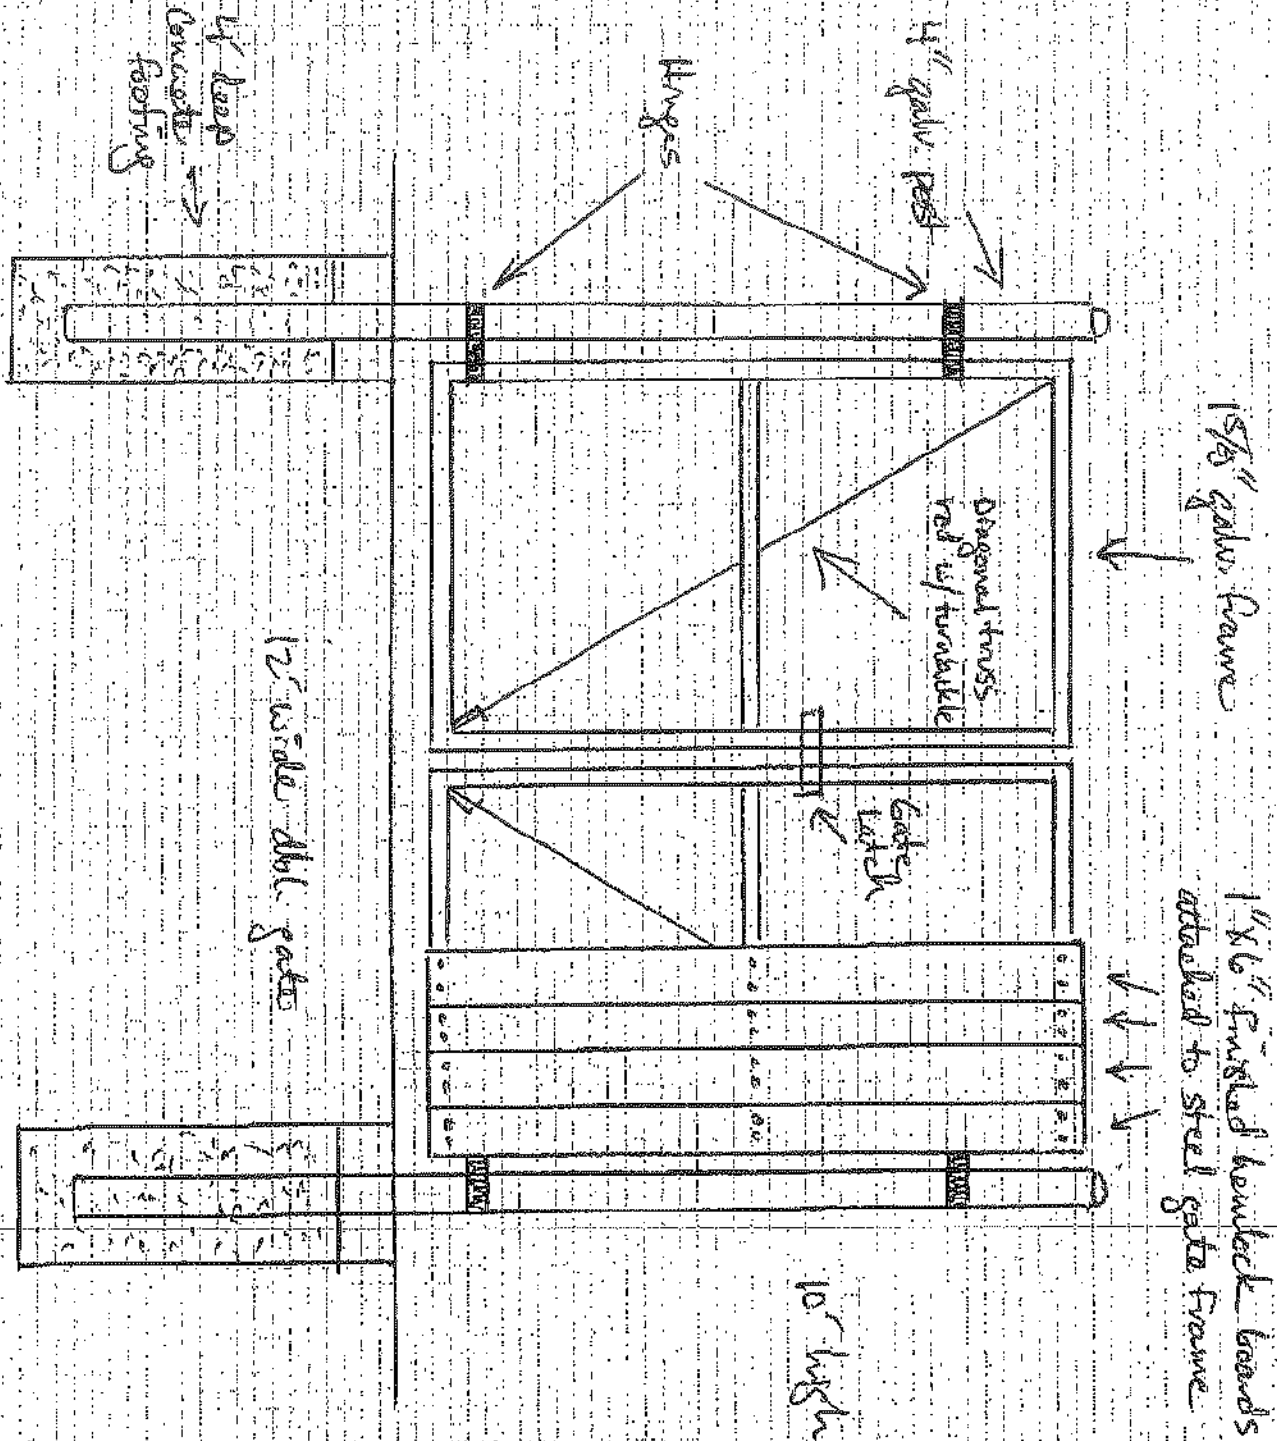 1 5/8" galv. frame
1"x6" finished hemlock boards
attached to steel gate frame
4" galv. post
Diagonal truss
rod w/ turnbuckle
Gate
Latch
10' high
Hinges
12' wide dbl gate
4' deep
Concrete
footing